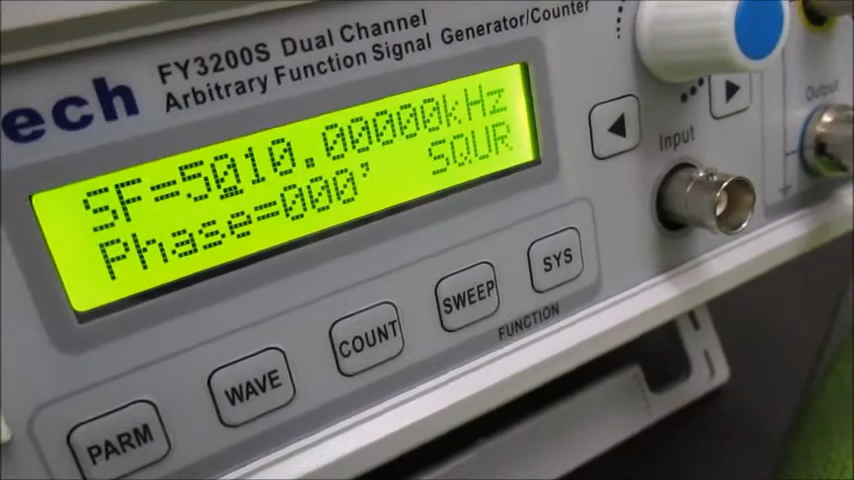 FY3200S Dual Channel
Arbitrary Function Signal Generator/Counter
ech
SF=5010.00000kHz
Phase=000' SQUR
Input
Output
PARM
WAVE
COUNT
SWEEP
SYS
FUNCTION